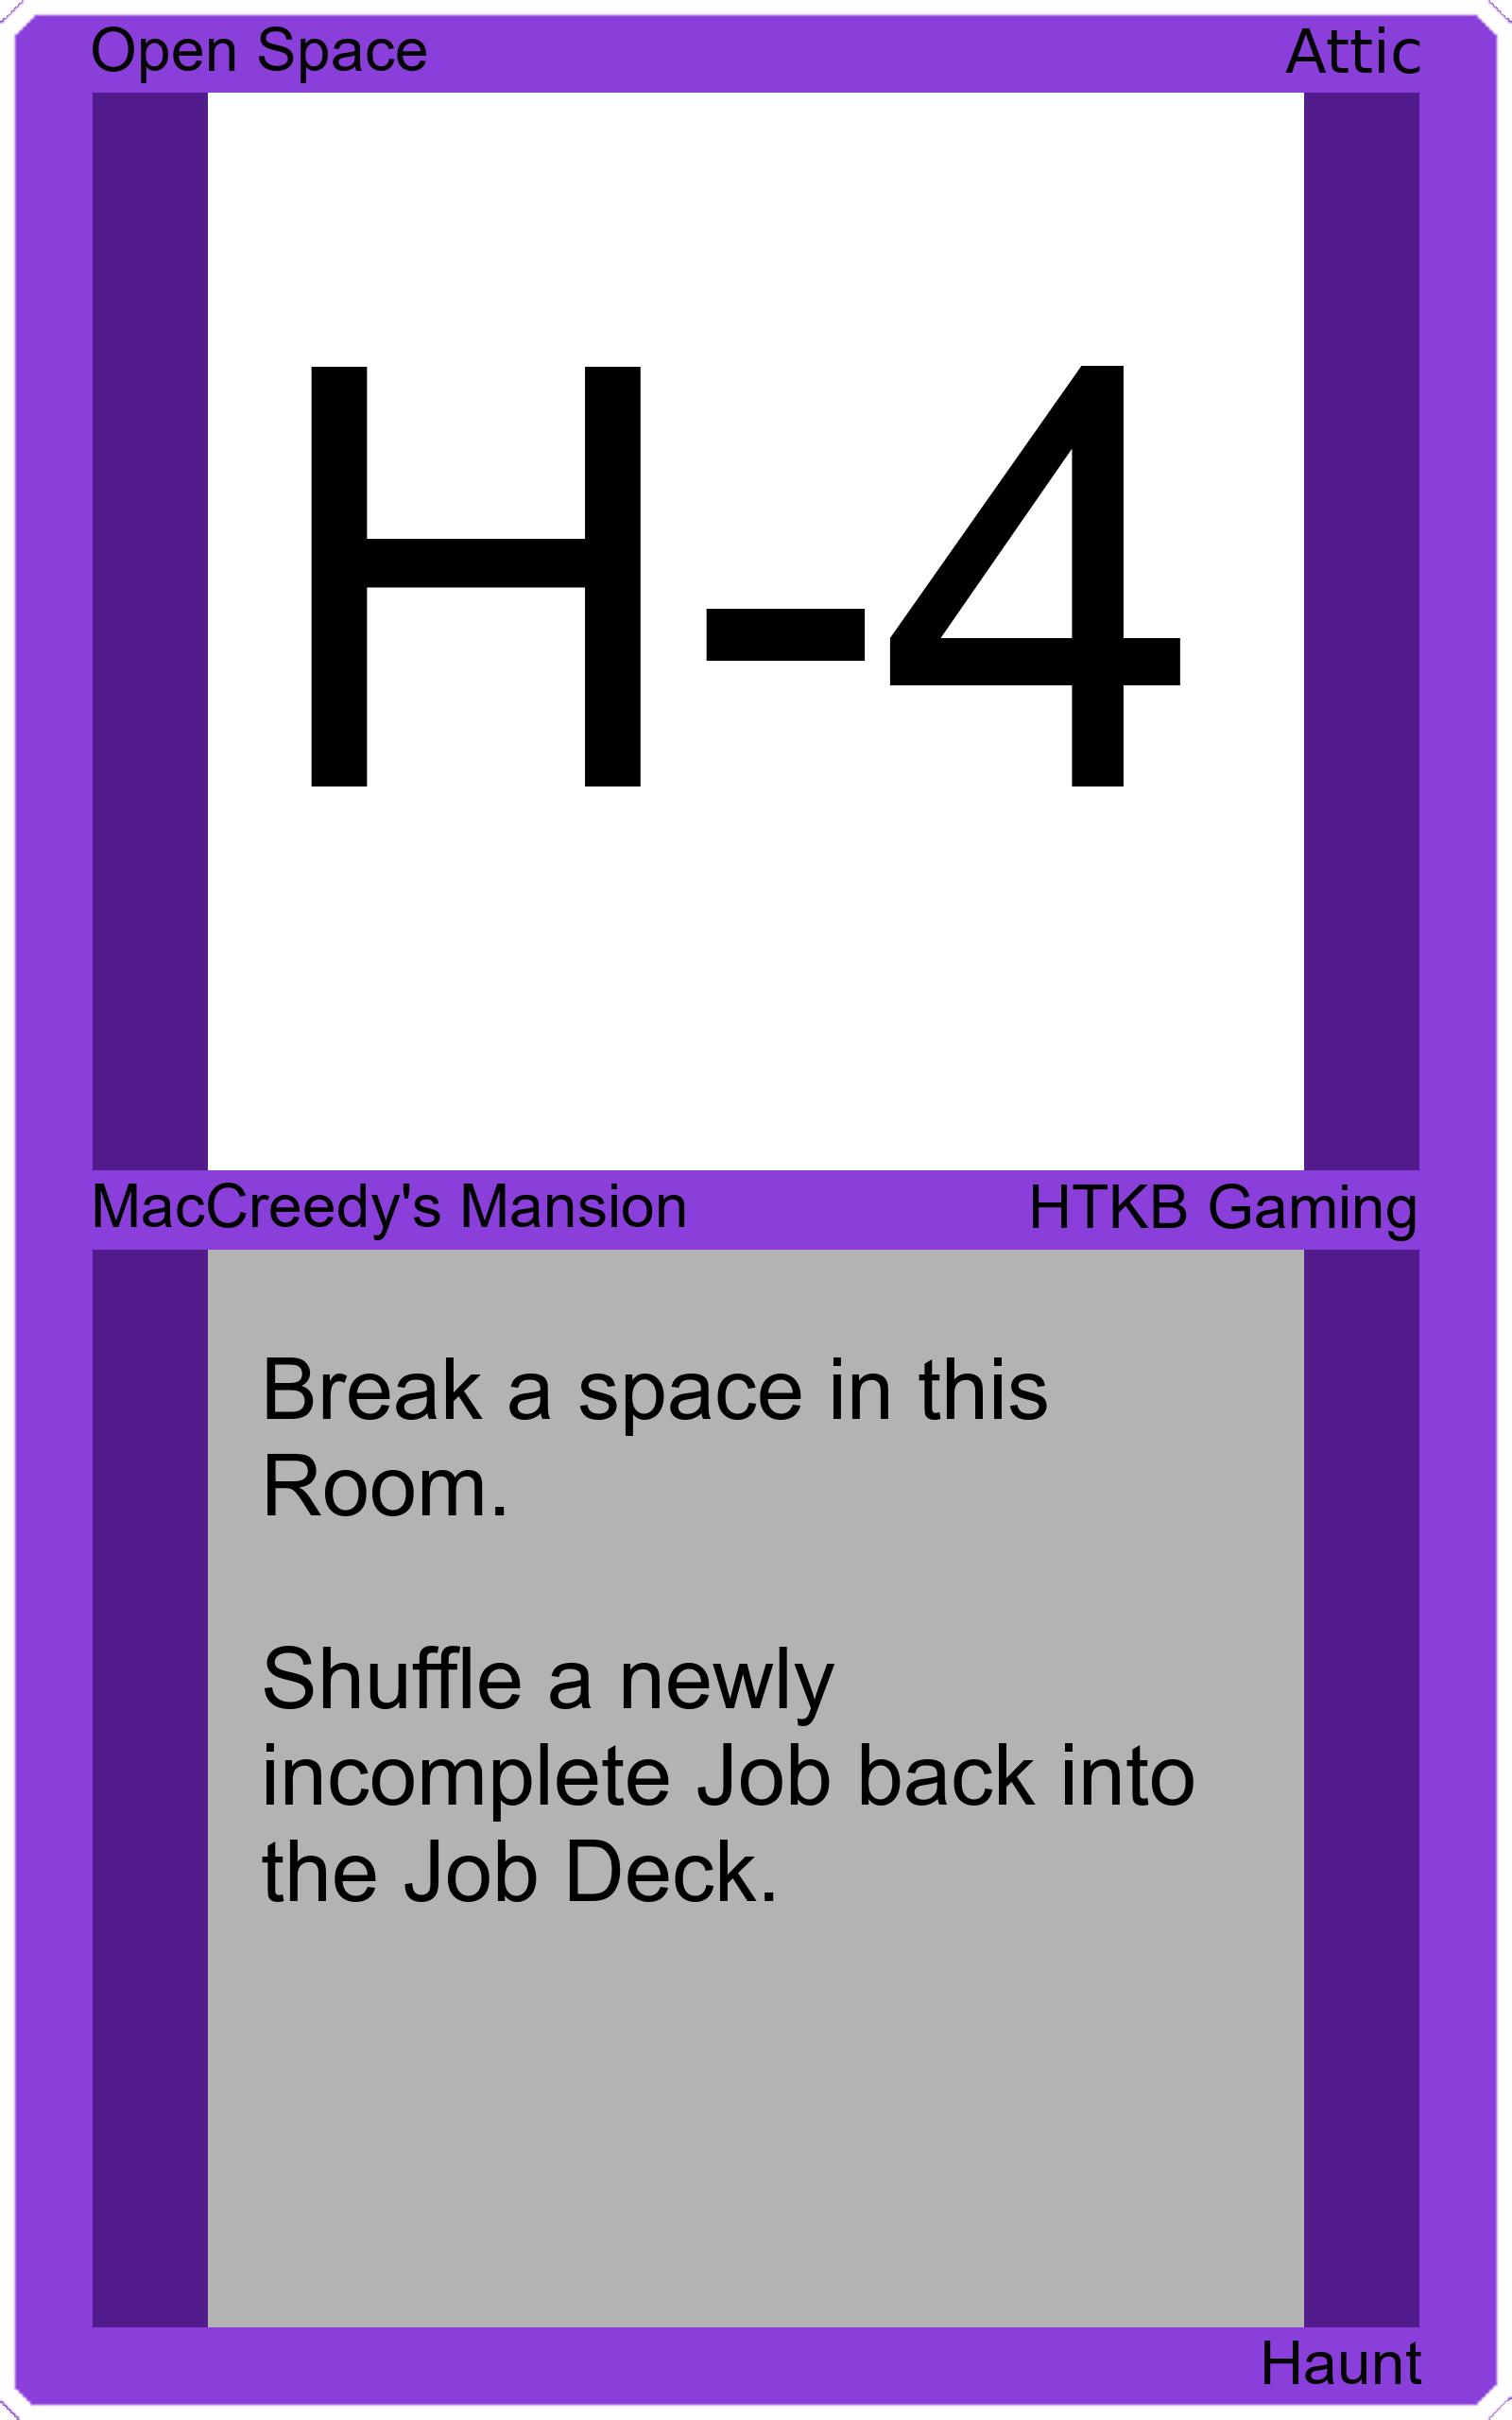 Open Space
Attic
H-4
MacCreedy's Mansion
HTKB Gaming
Break a space in this
Room.
Shuffle a newly
incomplete Job back into
the Job Deck.
Haunt